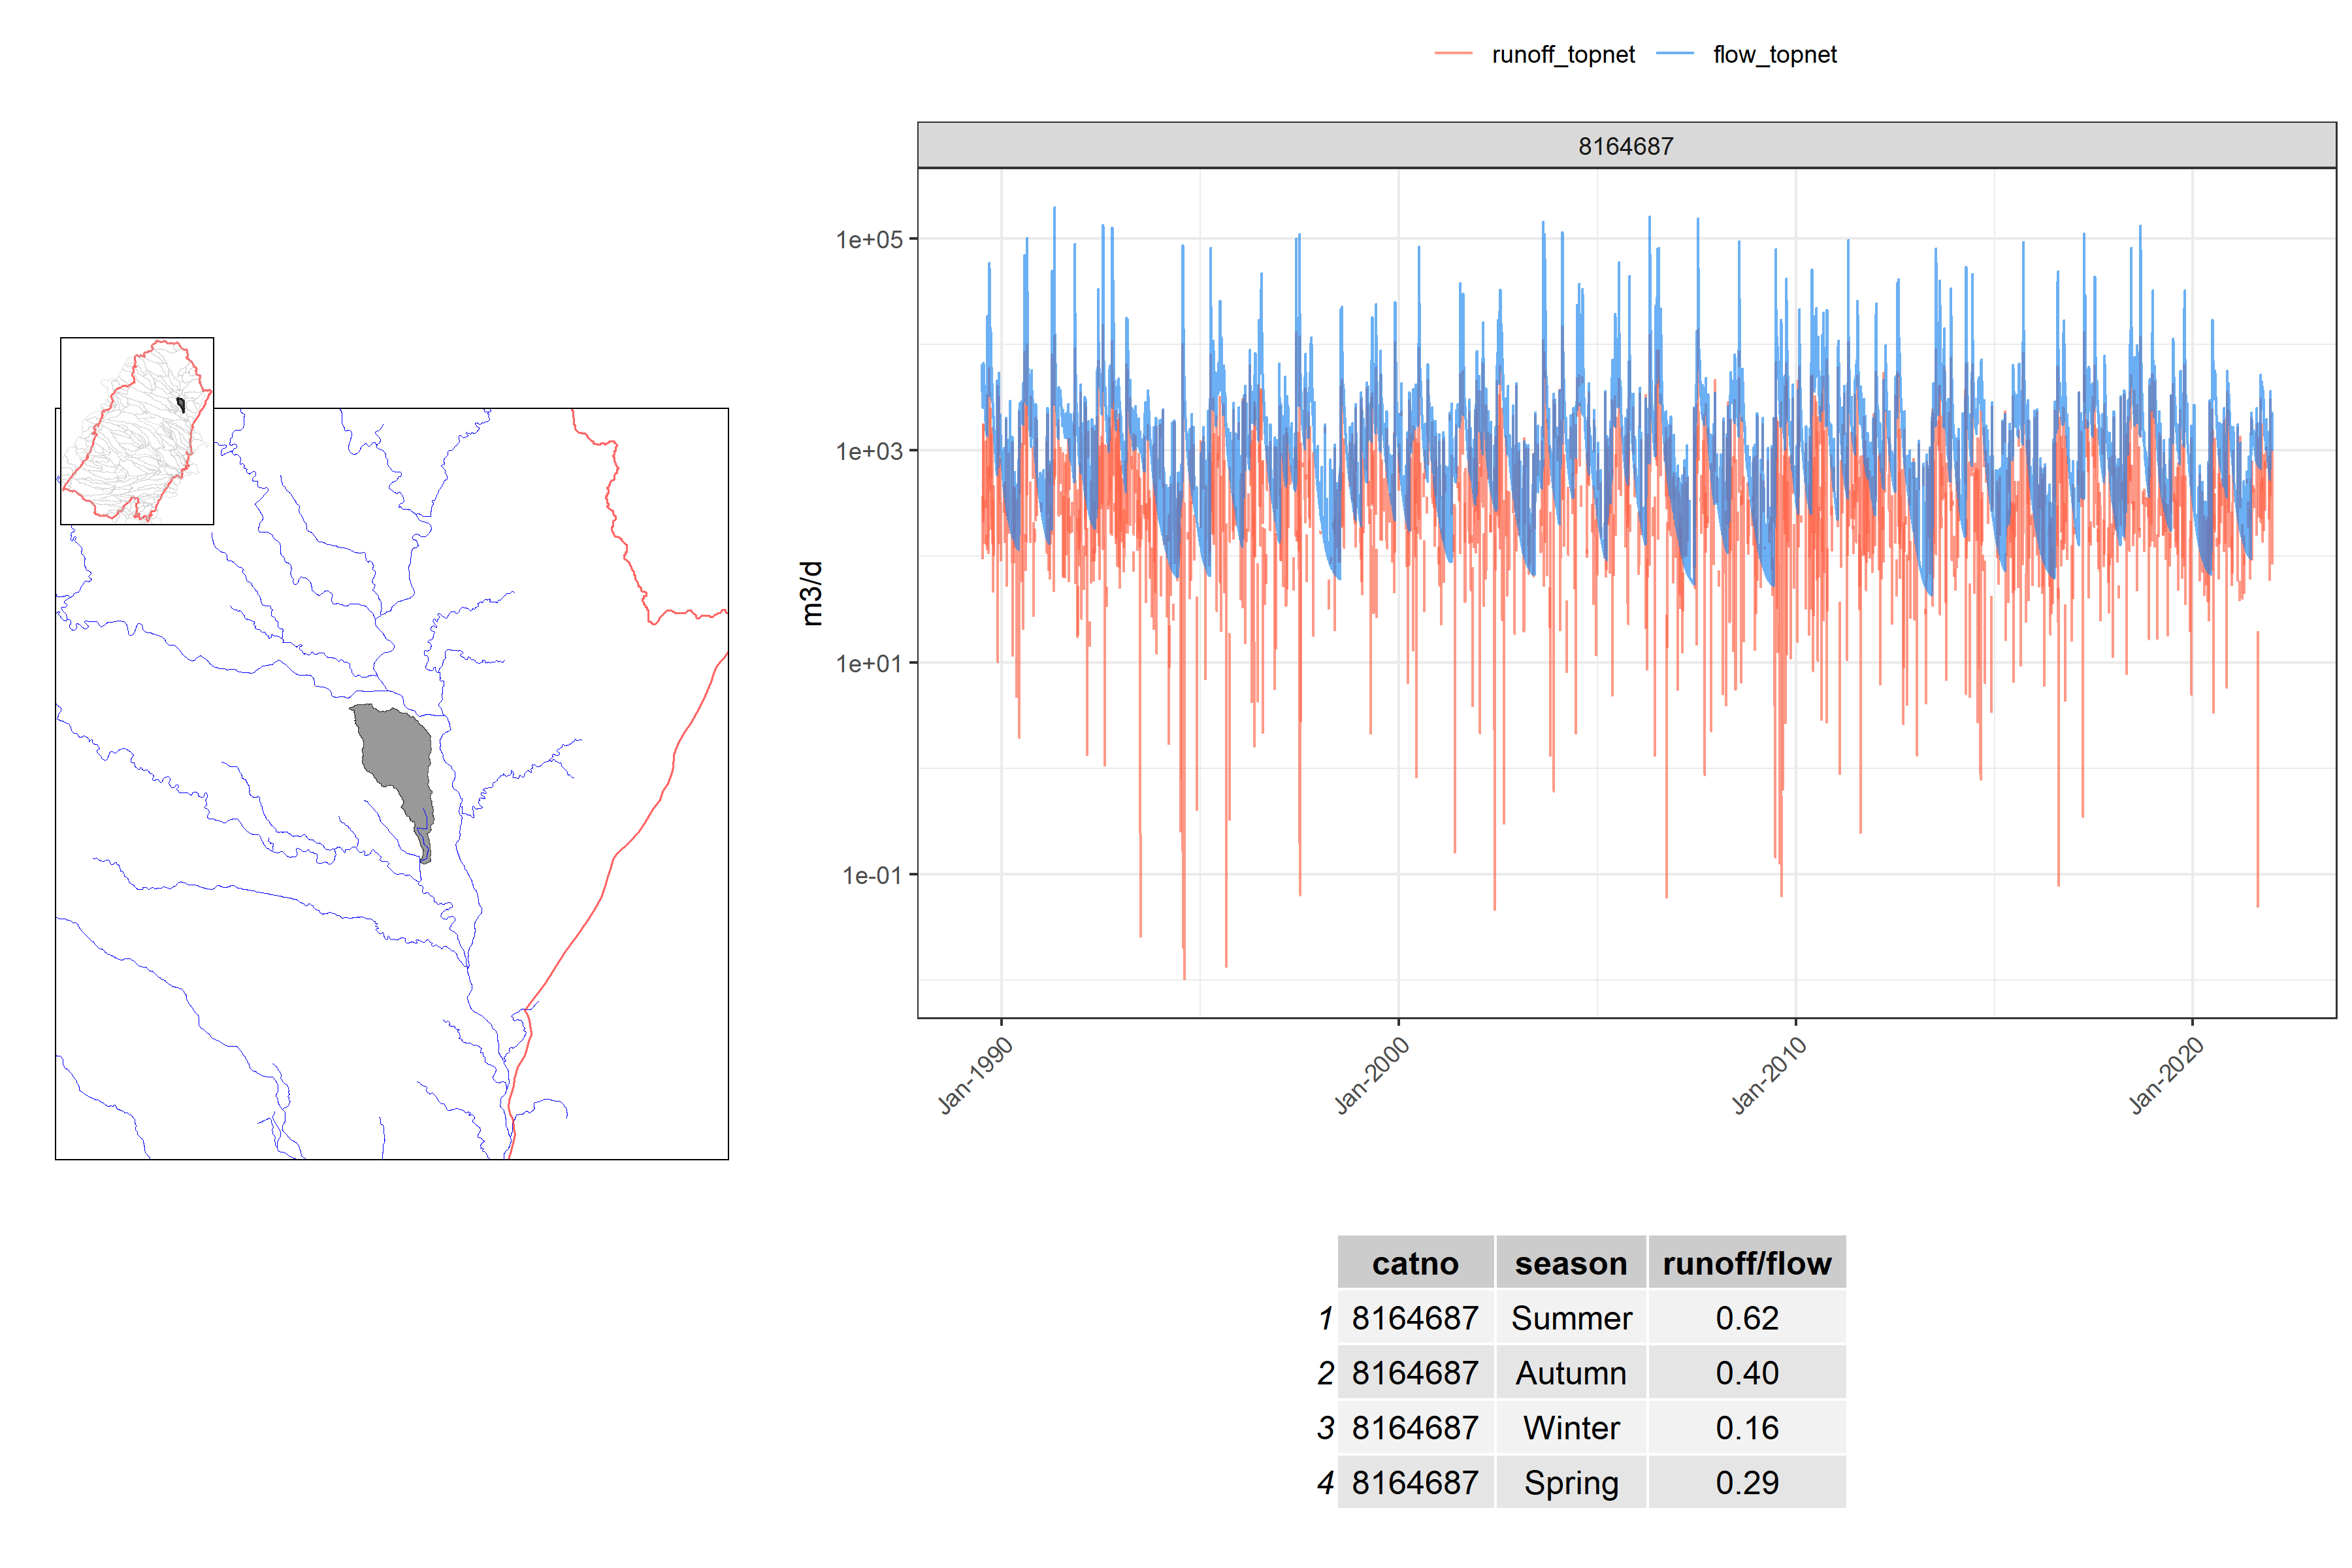 runoff_topnet flow_topnet
8164687
1e+05
1e+03
1e+01
1e-01
m3/d
Jan-1990 Jan-2000 Jan-2010 Jan-2020
catno season runoff/flow
1 8164687 Summer 0.62
2 8164687 Autumn 0.40
3 8164687 Winter 0.16
4 8164687 Spring 0.29